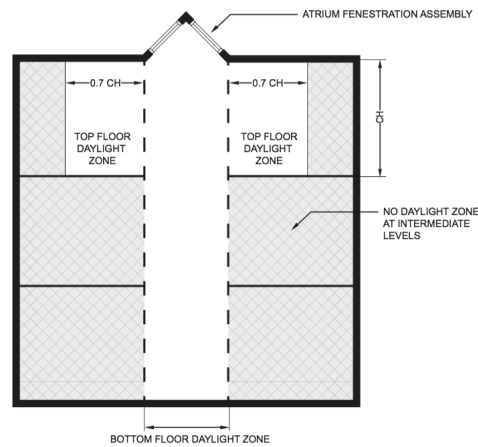 ATRIUM FENESTRATION ASSEMBLY
0.7 CH
0.7 CH
CH
TOP FLOOR
DAYLIGHT
ZONE
TOP FLOOR
DAYLIGHT
ZONE
NO DAYLIGHT ZONE
AT INTERMEDIATE
LEVELS
BOTTOM FLOOR DAYLIGHT ZONE